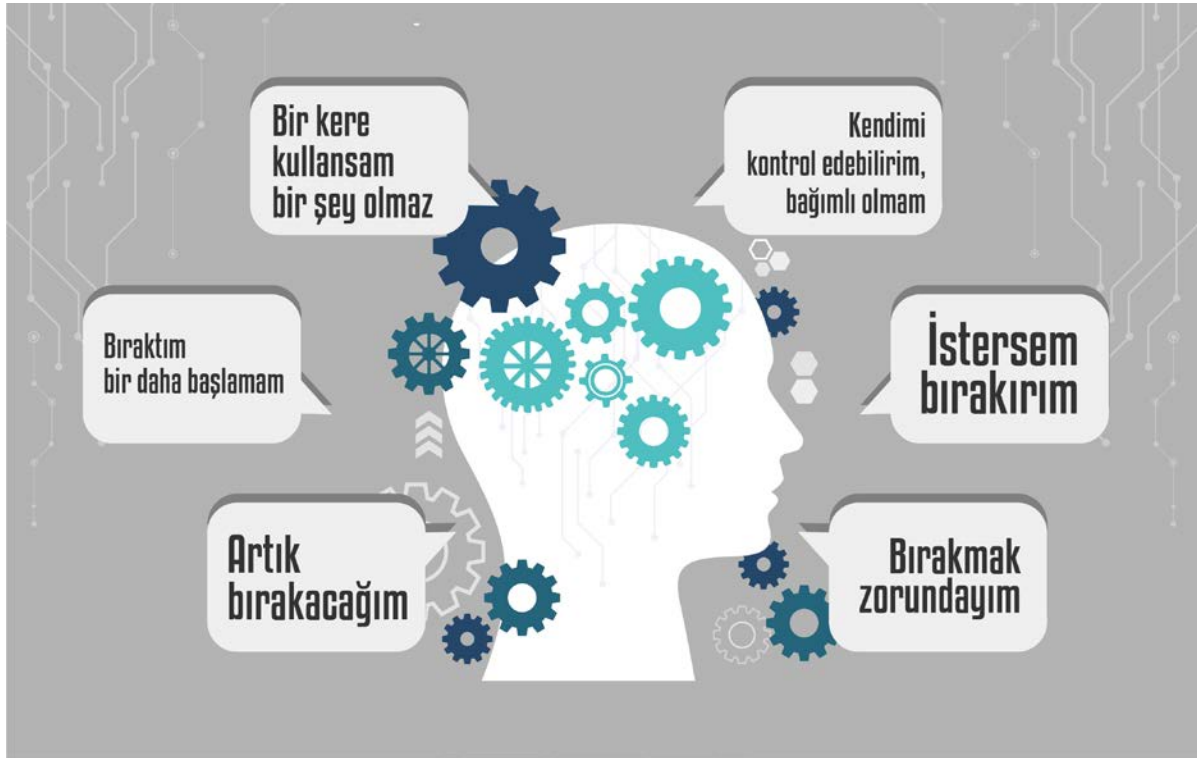 Bir kere
kullansam
bir şey olmaz
Kendimi
kontrol edebilirim,
bağımlı olmam
Bıraktım
bir daha başlamam
İstersem
bırakırım
Artık
bırakacağım
Bırakmak
zorundayım